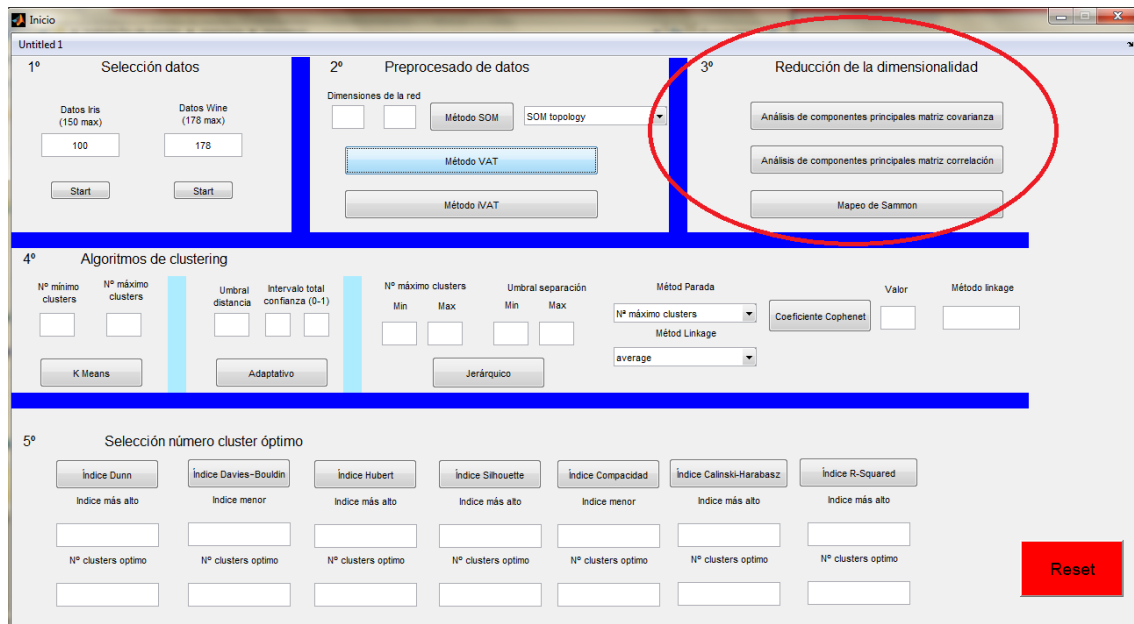 Inicio
Untitled 1
1º Selección datos
Datos Iris
(150 max)
Datos Wine
(178 max)
100
178
Start
Start
2º Preprocesado de datos
Dimensiones de la red
Método SOM
SOM topology
Método VAT
Método iVAT
3º Reducción de la dimensionalidad
Análisis de componentes principales matriz covarianza
Análisis de componentes principales matriz correlación
Mapeo de Sammon
4º Algoritmos de clustering
Nº mínimo
clusters
Nº máximo
clusters
K Means
Umbral
distancia
Intervalo total
confianza (0-1)
Adaptativo
Nº máximo clusters
Min Max
Umbral separación
Min Max
Jerárquico
Métod Parada
Nª máximo clusters
Métod Linkage
average
Coeficiente Cophenet
Valor
Método linkage
5º Selección número cluster óptimo
Índice Dunn
Indice más alto
Nº clusters optimo
Índice Davies-Bouldin
Indice menor
Nº clusters optimo
Índice Hubert
Indice más alto
Nº clusters optimo
Índice Silhouette
Indice más alto
Nº clusters optimo
Índice Compacidad
Indice menor
Nº clusters optimo
Índice Calinski-Harabasz
Indice más alto
Nº clusters optimo
Índice R-Squared
Indice más alto
Nº clusters optimo
Reset